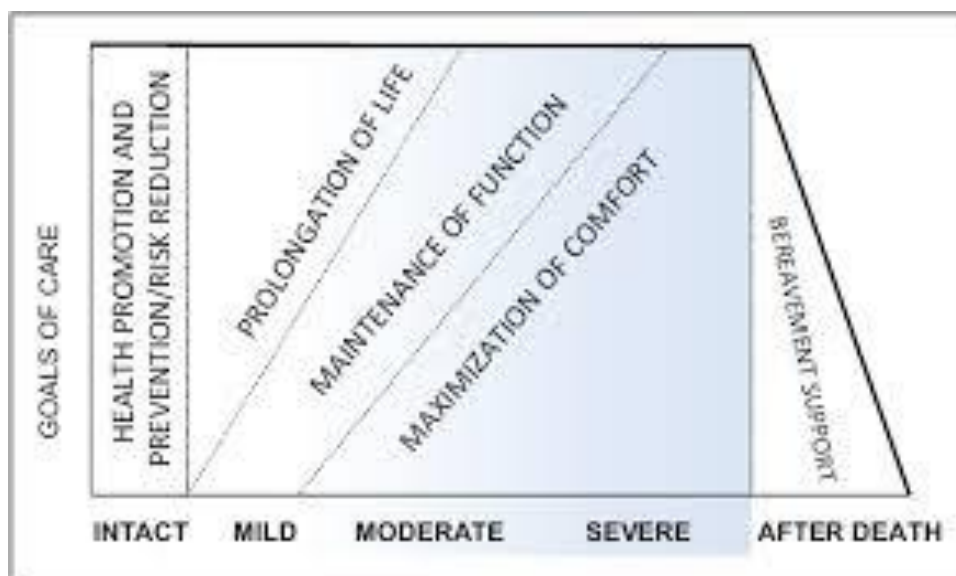 GOALS OF CARE
HEALTH PROMOTION AND
PREVENTION/RISK REDUCTION
PROLONGATION OF LIFE
MAINTENANCE OF FUNCTION
MAXIMIZATION OF COMFORT
BEREAVEMENT SUPPORT
INTACT MILD MODERATE SEVERE AFTER DEATH